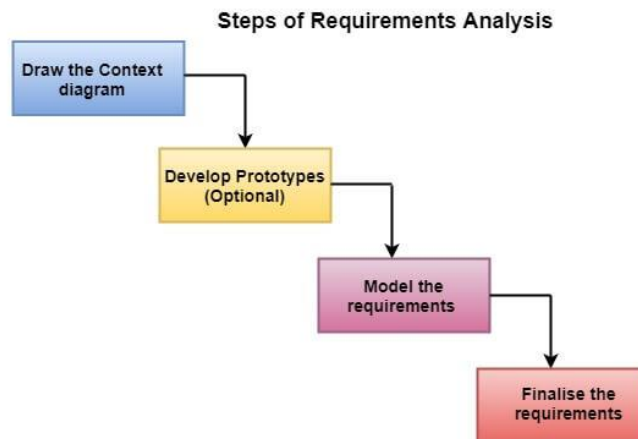 Steps of Requirements Analysis
Draw the Context
diagram
Develop Prototypes
(Optional)
Model the
requirements
Finalise the
requirements